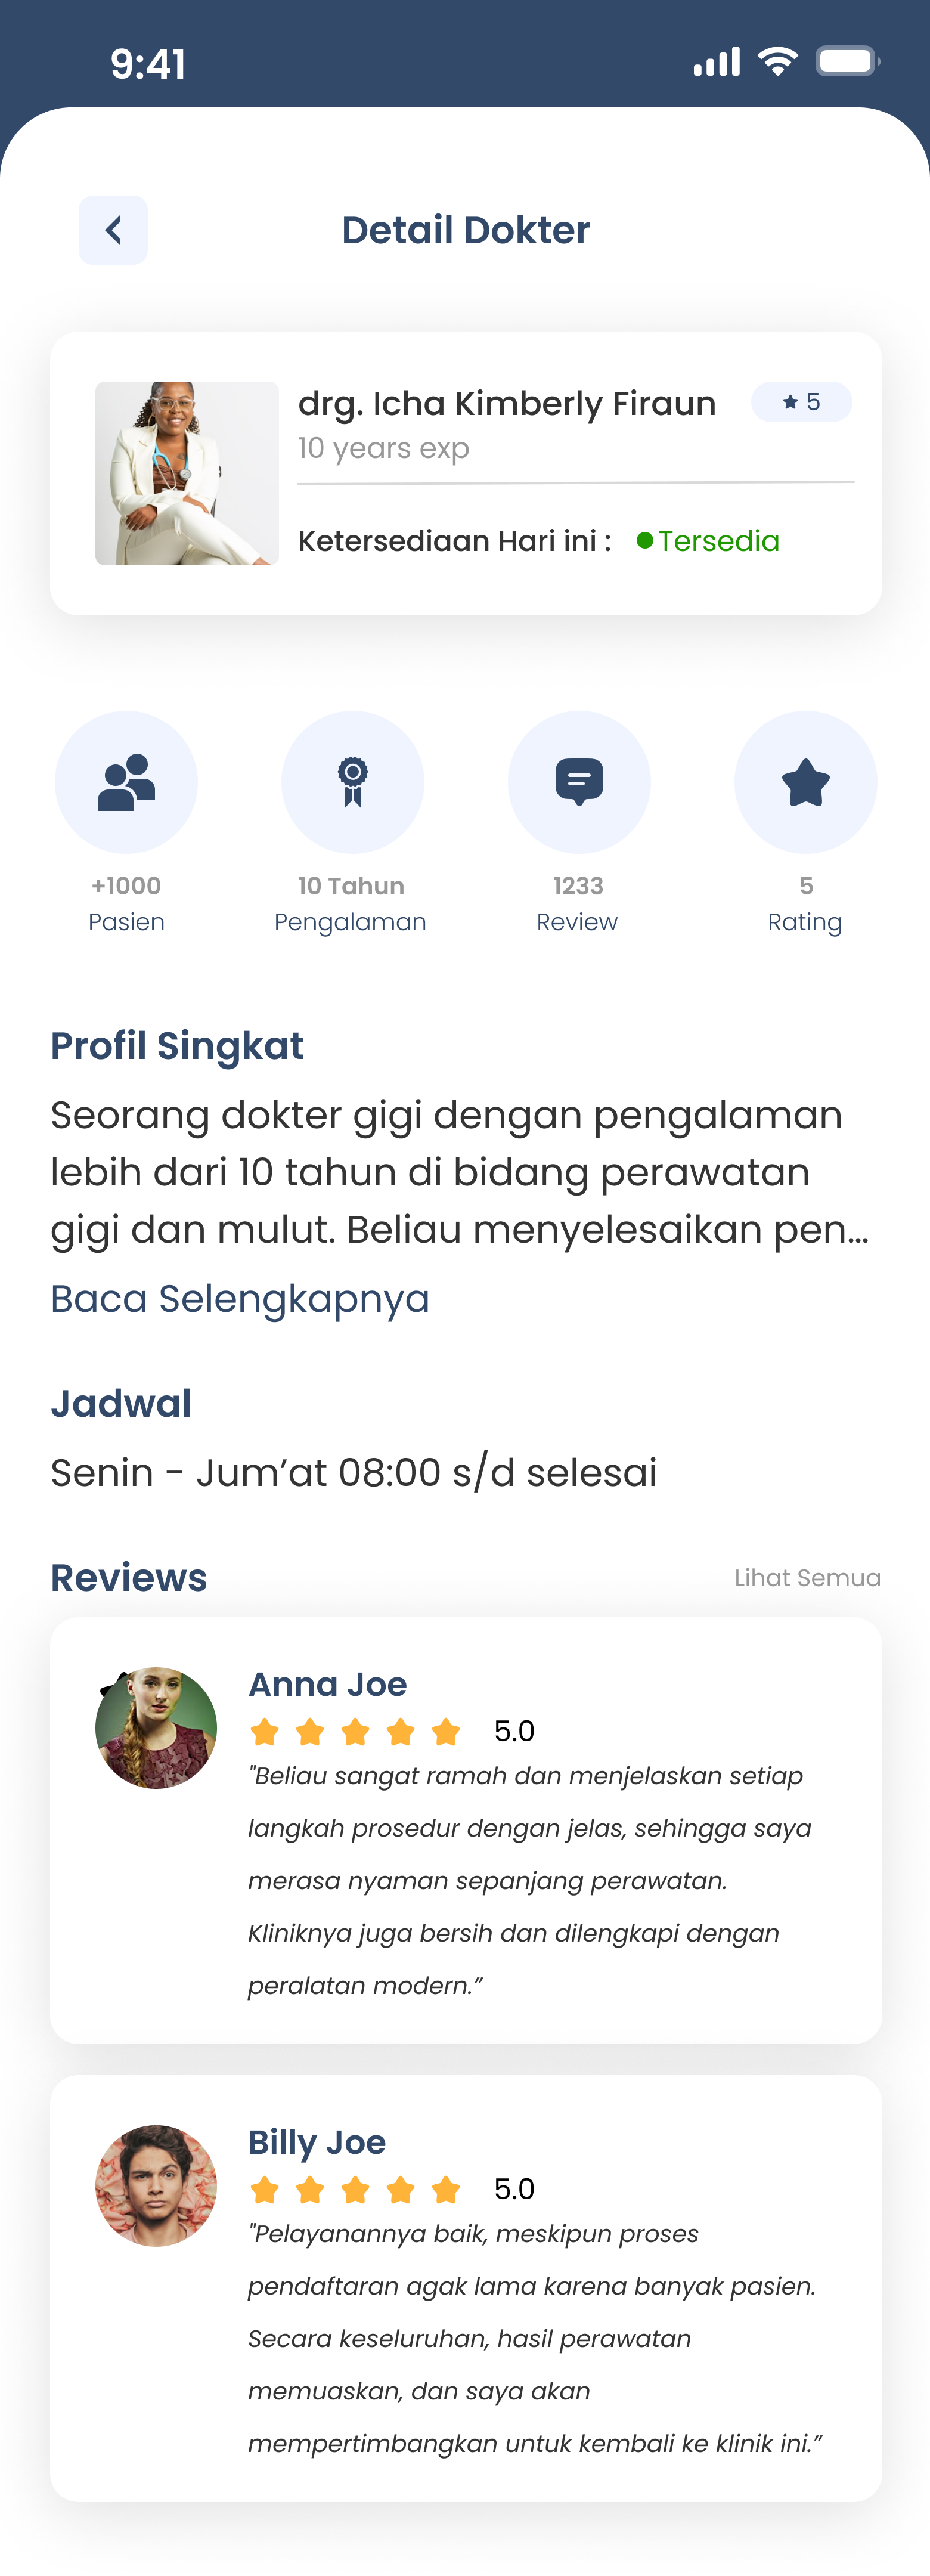 9:41
Detail Dokter
drg. Icha Kimberly Firaun
5
10 years exp
Ketersediaan Hari ini :
Tersedia
+1000
Pasien
10 Tahun
Pengalaman
1233
Review
5
Rating
Profil Singkat
Seorang dokter gigi dengan pengalaman
lebih dari 10 tahun di bidang perawatan
gigi dan mulut. Beliau menyelesaikan pen...
Baca Selengkapnya
Jadwal
Senin - Jum’at 08:00 s/d selesai
Reviews
Lihat Semua
Anna Joe
5.0
"Beliau sangat ramah dan menjelaskan setiap
langkah prosedur dengan jelas, sehingga saya
merasa nyaman sepanjang perawatan.
Kliniknya juga bersih dan dilengkapi dengan
peralatan modern.”
Billy Joe
5.0
"Pelayanannya baik, meskipun proses
pendaftaran agak lama karena banyak pasien.
Secara keseluruhan, hasil perawatan
memuaskan, dan saya akan
mempertimbangkan untuk kembali ke klinik ini.”